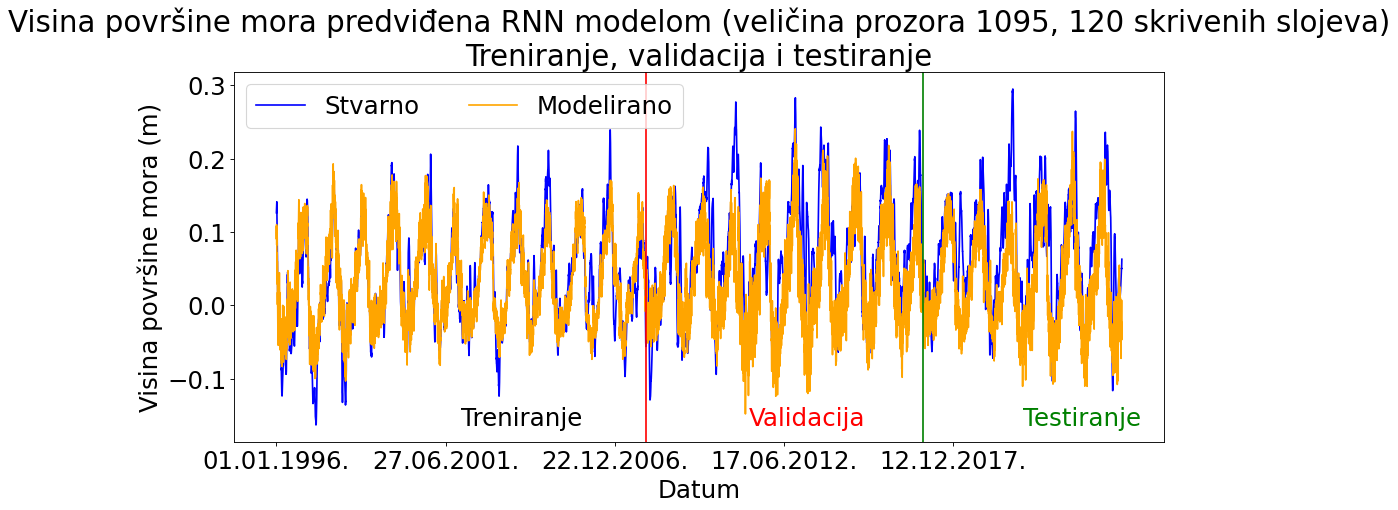 Visina površine mora predviđena RNN modelom (veličina prozora 1095, 120 skrivenih slojeva)
Treniranje, validacija i testiranje
Stvarno
Modelirano
Visina površine mora (m)
0.3
0.2
0.1
0.0
−0.1
Treniranje
Validacija
Testiranje
01.01.1996.
27.06.2001.
22.12.2006.
17.06.2012.
12.12.2017.
Datum